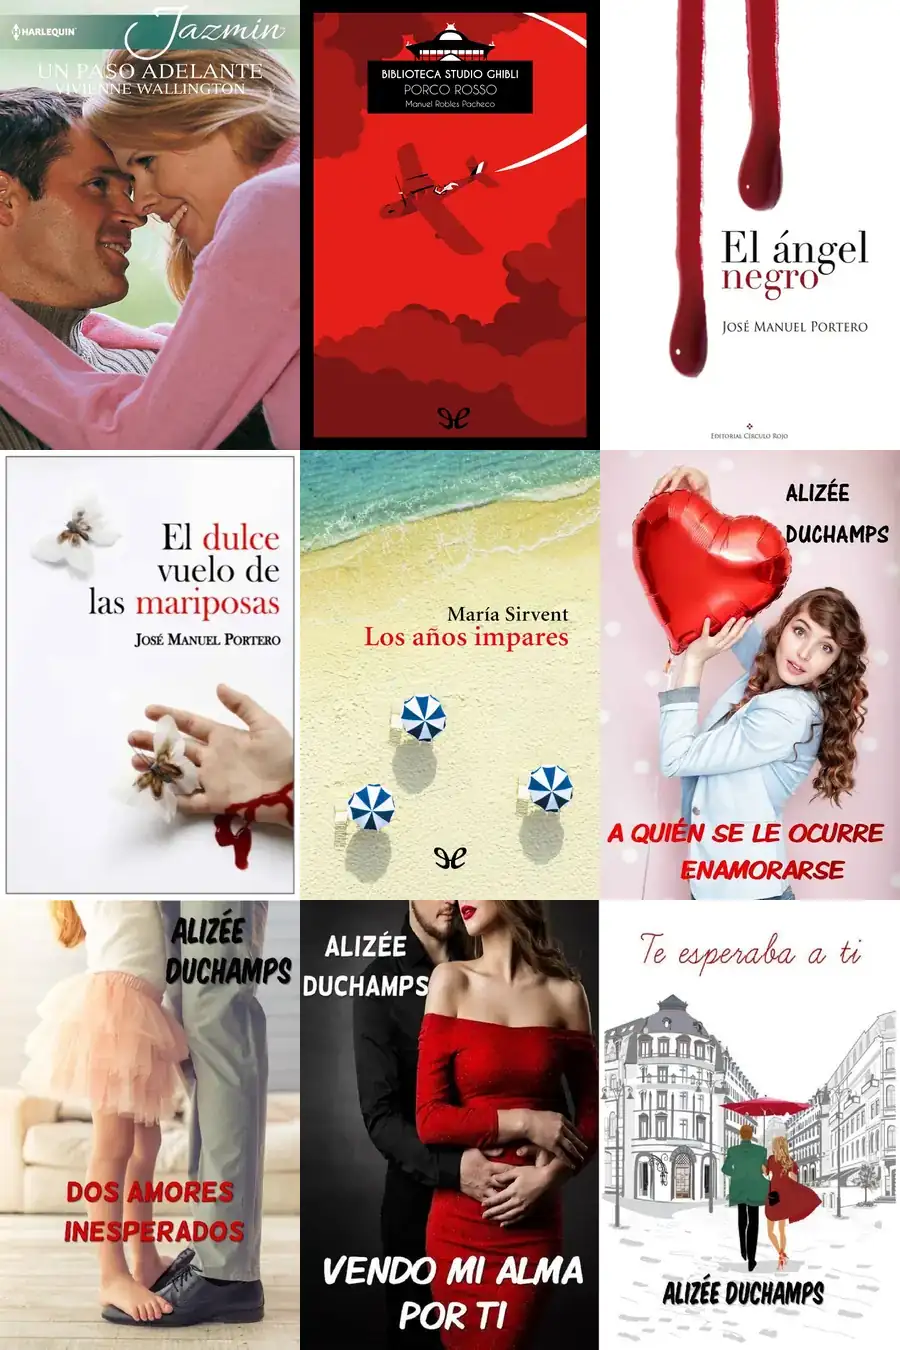 HARLEQUIN
Jazmín
UN PASO ADELANTE
VIVIENNE WALLINGTON
BIBLIOTECA STUDIO GHIBLI
PORCO ROSSO
Manuel Robles Pacheco
El ángel
negro
JOSÉ MANUEL PORTERO
EDITORIAL CÍRCULO ROJO
El dulce
vuelo de
las mariposas
JOSÉ MANUEL PORTERO
María Sirvent
Los años impares
ALIZÉE
DUCHAMPS
A QUIÉN SE LE OCURRE
ENAMORARSE
ALIZÉE
DUCHAMPS
DOS AMORES
INESPERADOS
ALIZÉE
DUCHAMPS
VENDO MI ALMA
POR TI
Te esperaba a ti
ALIZÉE DUCHAMPS